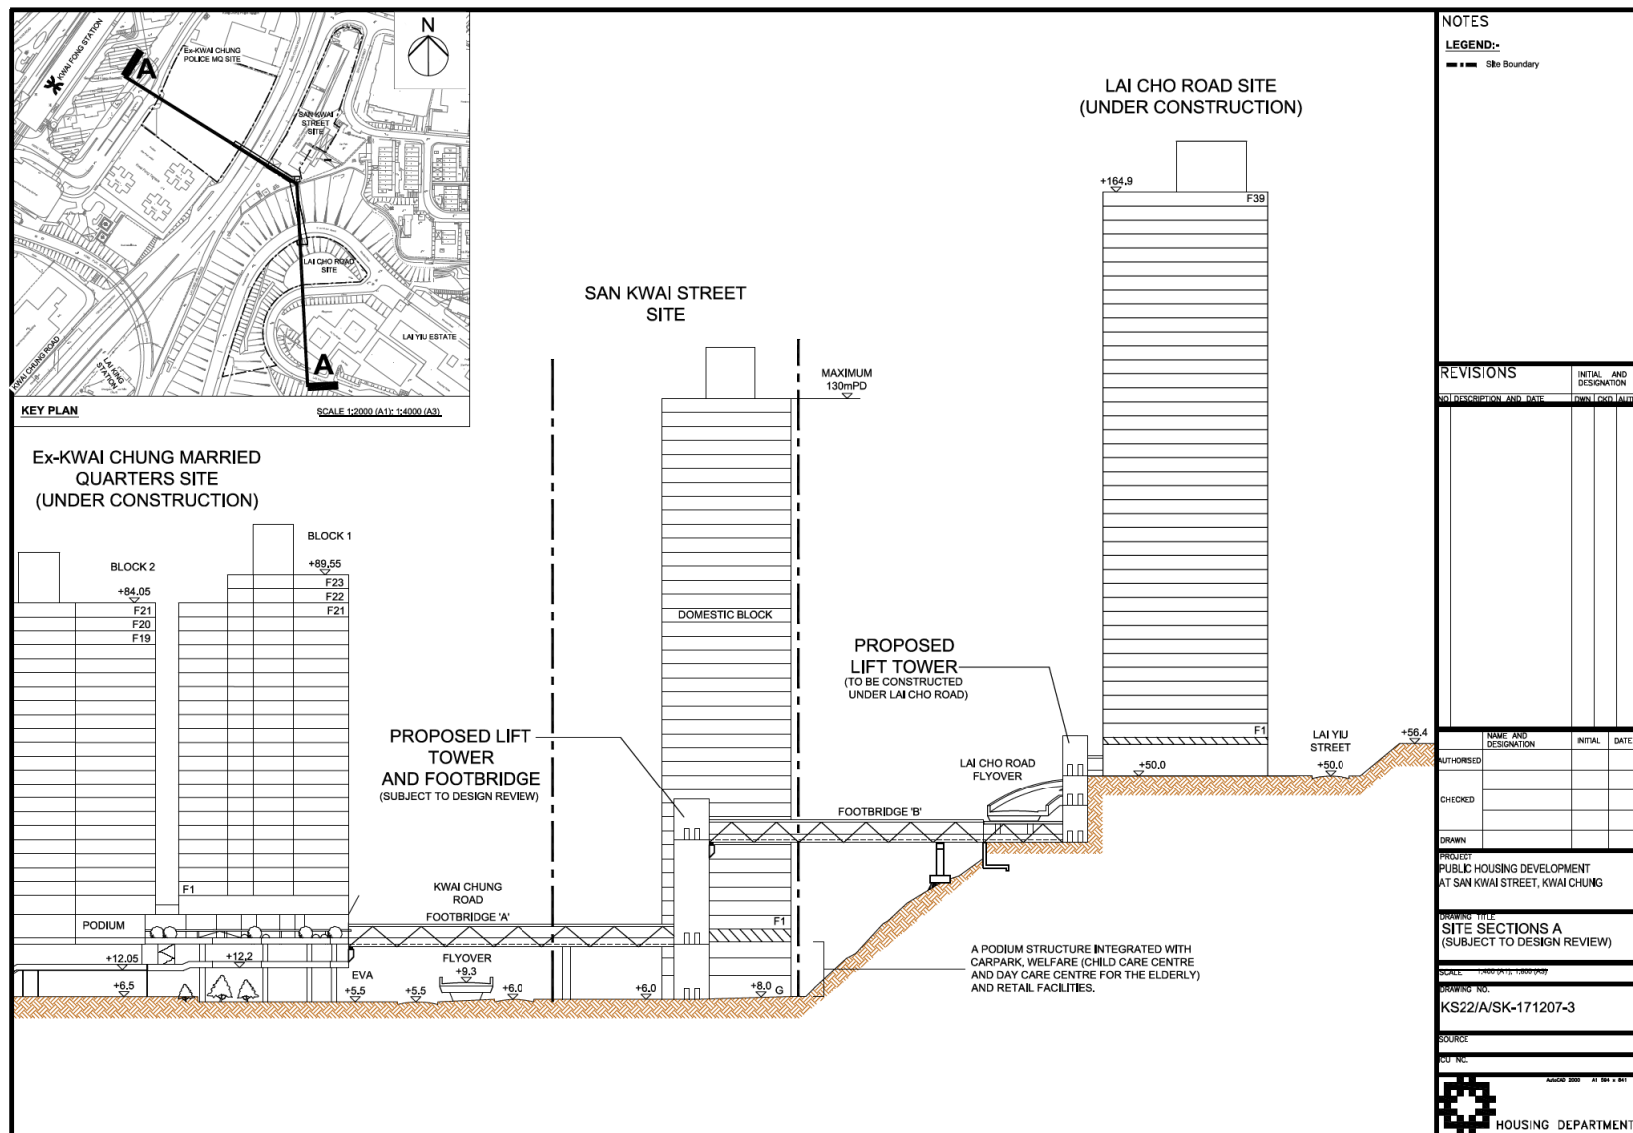 KWAI FONG STATION
Ex-KWAI CHUNG
POLICE MQ SITE
A
N
SAN KWAI
STREET
SITE
LAI CHO ROAD
SITE
LAI YIU ESTATE
KWAI CHUNG ROAD
LAI KING
STATION
A
KEY PLAN
SCALE 1:2000 (A1); 1:4000 (A3)
Ex-KWAI CHUNG MARRIED
QUARTERS SITE
(UNDER CONSTRUCTION)
BLOCK 1
BLOCK 2
+89.55
+84.05
F23
F22
F21
F21
F20
F19
F1
PODIUM
+12.05
+12.2
+6.5
KWAI CHUNG
ROAD
FOOTBRIDGE 'A'
EVA
+5.5
+5.5
FLYOVER
+9.3
+6.0
+6.0
+8.0
G
F1
SAN KWAI STREET
SITE
MAXIMUM
130mPD
DOMESTIC BLOCK
PROPOSED LIFT
TOWER
AND FOOTBRIDGE
(SUBJECT TO DESIGN REVIEW)
PROPOSED
LIFT TOWER
(TO BE CONSTRUCTED
UNDER LAI CHO ROAD)
LAI CHO ROAD
FLYOVER
FOOTBRIDGE 'B'
A PODIUM STRUCTURE INTEGRATED WITH
CARPARK, WELFARE (CHILD CARE CENTRE
AND DAY CARE CENTRE FOR THE ELDERLY)
AND RETAIL FACILITIES.
LAI CHO ROAD SITE
(UNDER CONSTRUCTION)
+164.9
F39
F1
+50.0
LAI YIU
STREET
+50.0
+56.4
NOTES
LEGEND:-
Site Boundary
REVISIONS
INITIAL AND
DESIGNATION
NO DESCRIPTION AND DATE DWN CKD AUT
NAME AND
DESIGNATION
INITIAL DATE
AUTHORISED
CHECKED
DRAWN
PROJECT
PUBLIC HOUSING DEVELOPMENT
AT SAN KWAI STREET, KWAI CHUNG
DRAWING TITLE
SITE SECTIONS A
(SUBJECT TO DESIGN REVIEW)
SCALE
DRAWING NO.
KS22/A/SK-171207-3
SOURCE
AutoCAD 2000 A1 594 x 841
HOUSING DEPARTMENT